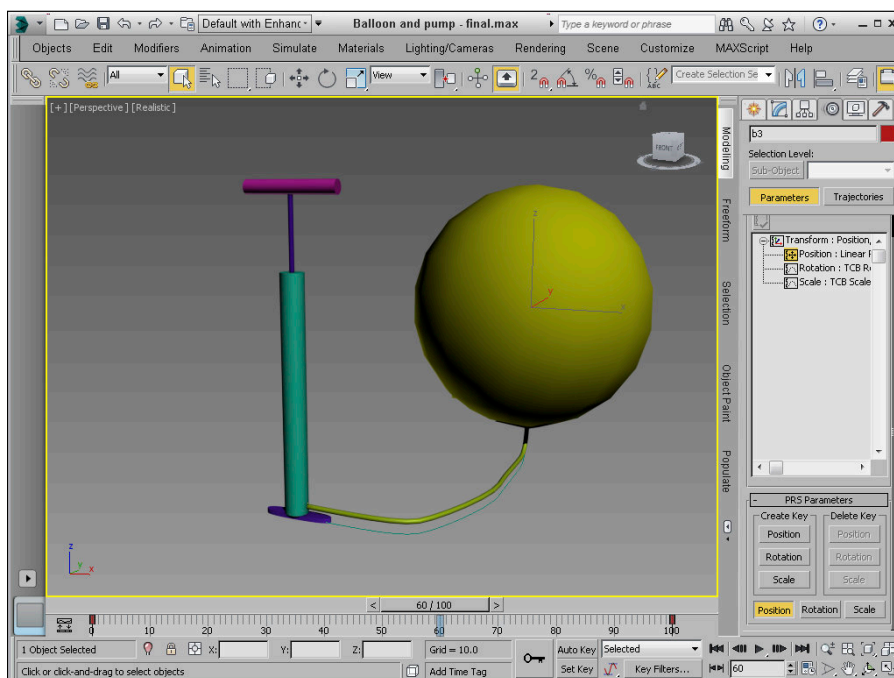 Default with Enhanc
Balloon and pump - final.max
Type a keyword or phrase
Objects Edit Modifiers Animation Simulate Materials Lighting/Cameras Rendering Scene Customize MAXScript Help
All
View
2
%
ABC
Create Selection Se
[+][Perspective][Realistic]
FRONT
z
y
x
z
y
x
Modeling
Freeform
Selection
Object Paint
Populate
b3
Selection Level:
Sub-Object
Parameters Trajectories
Transform : Position,
Position : Linear
Rotation : TCB R
Scale : TCB Scale
- PRS Parameters
Create Key Delete Key
Position Position
Rotation Rotation
Scale Scale
Position Rotation Scale
< 60 / 100 >
0 10 20 30 40 50 60 70 80 90 100
1 Object Selected X: Y: Z: Grid = 10.0 Auto Key Selected
Click or click-and-drag to select objects Add Time Tag Set Key Key Filters... 60